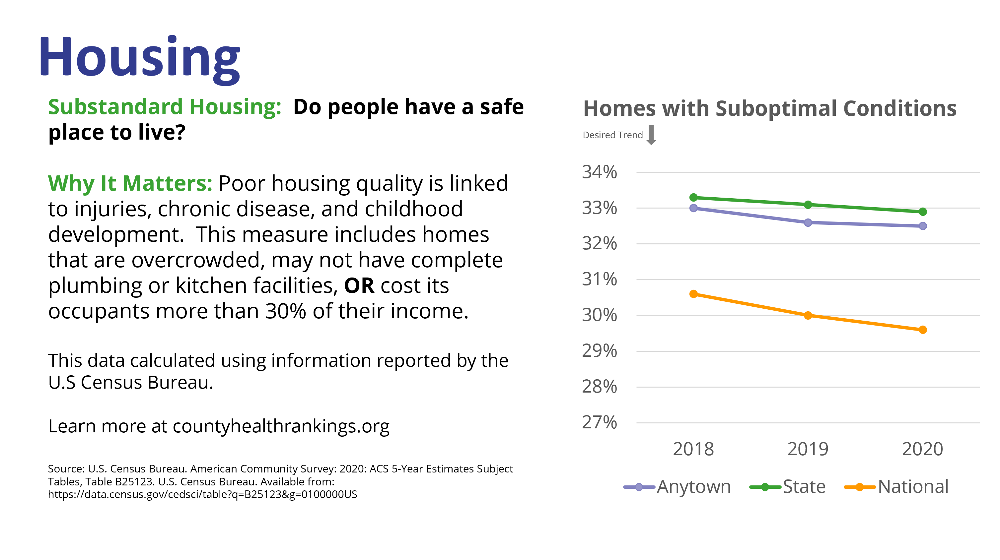 Housing
Substandard Housing:  Do people have a safe
place to live?
Why It Matters: Poor housing quality is linked
to injuries, chronic disease, and childhood
development.  This measure includes homes
that are overcrowded, may not have complete
plumbing or kitchen facilities, OR cost its
occupants more than 30% of their income.
This data calculated using information reported by the
U.S Census Bureau.
Learn more at countyhealthrankings.org
Source: U.S. Census Bureau. American Community Survey: 2020: ACS 5-Year Estimates Subject
Tables, Table B25123. U.S. Census Bureau. Available from:
https://data.census.gov/cedsci/table?q=B25123&g=0100000US
Homes with Suboptimal Conditions
Desired Trend
34%
33%
32%
31%
30%
29%
28%
27%
2018 2019 2020
Anytown State National